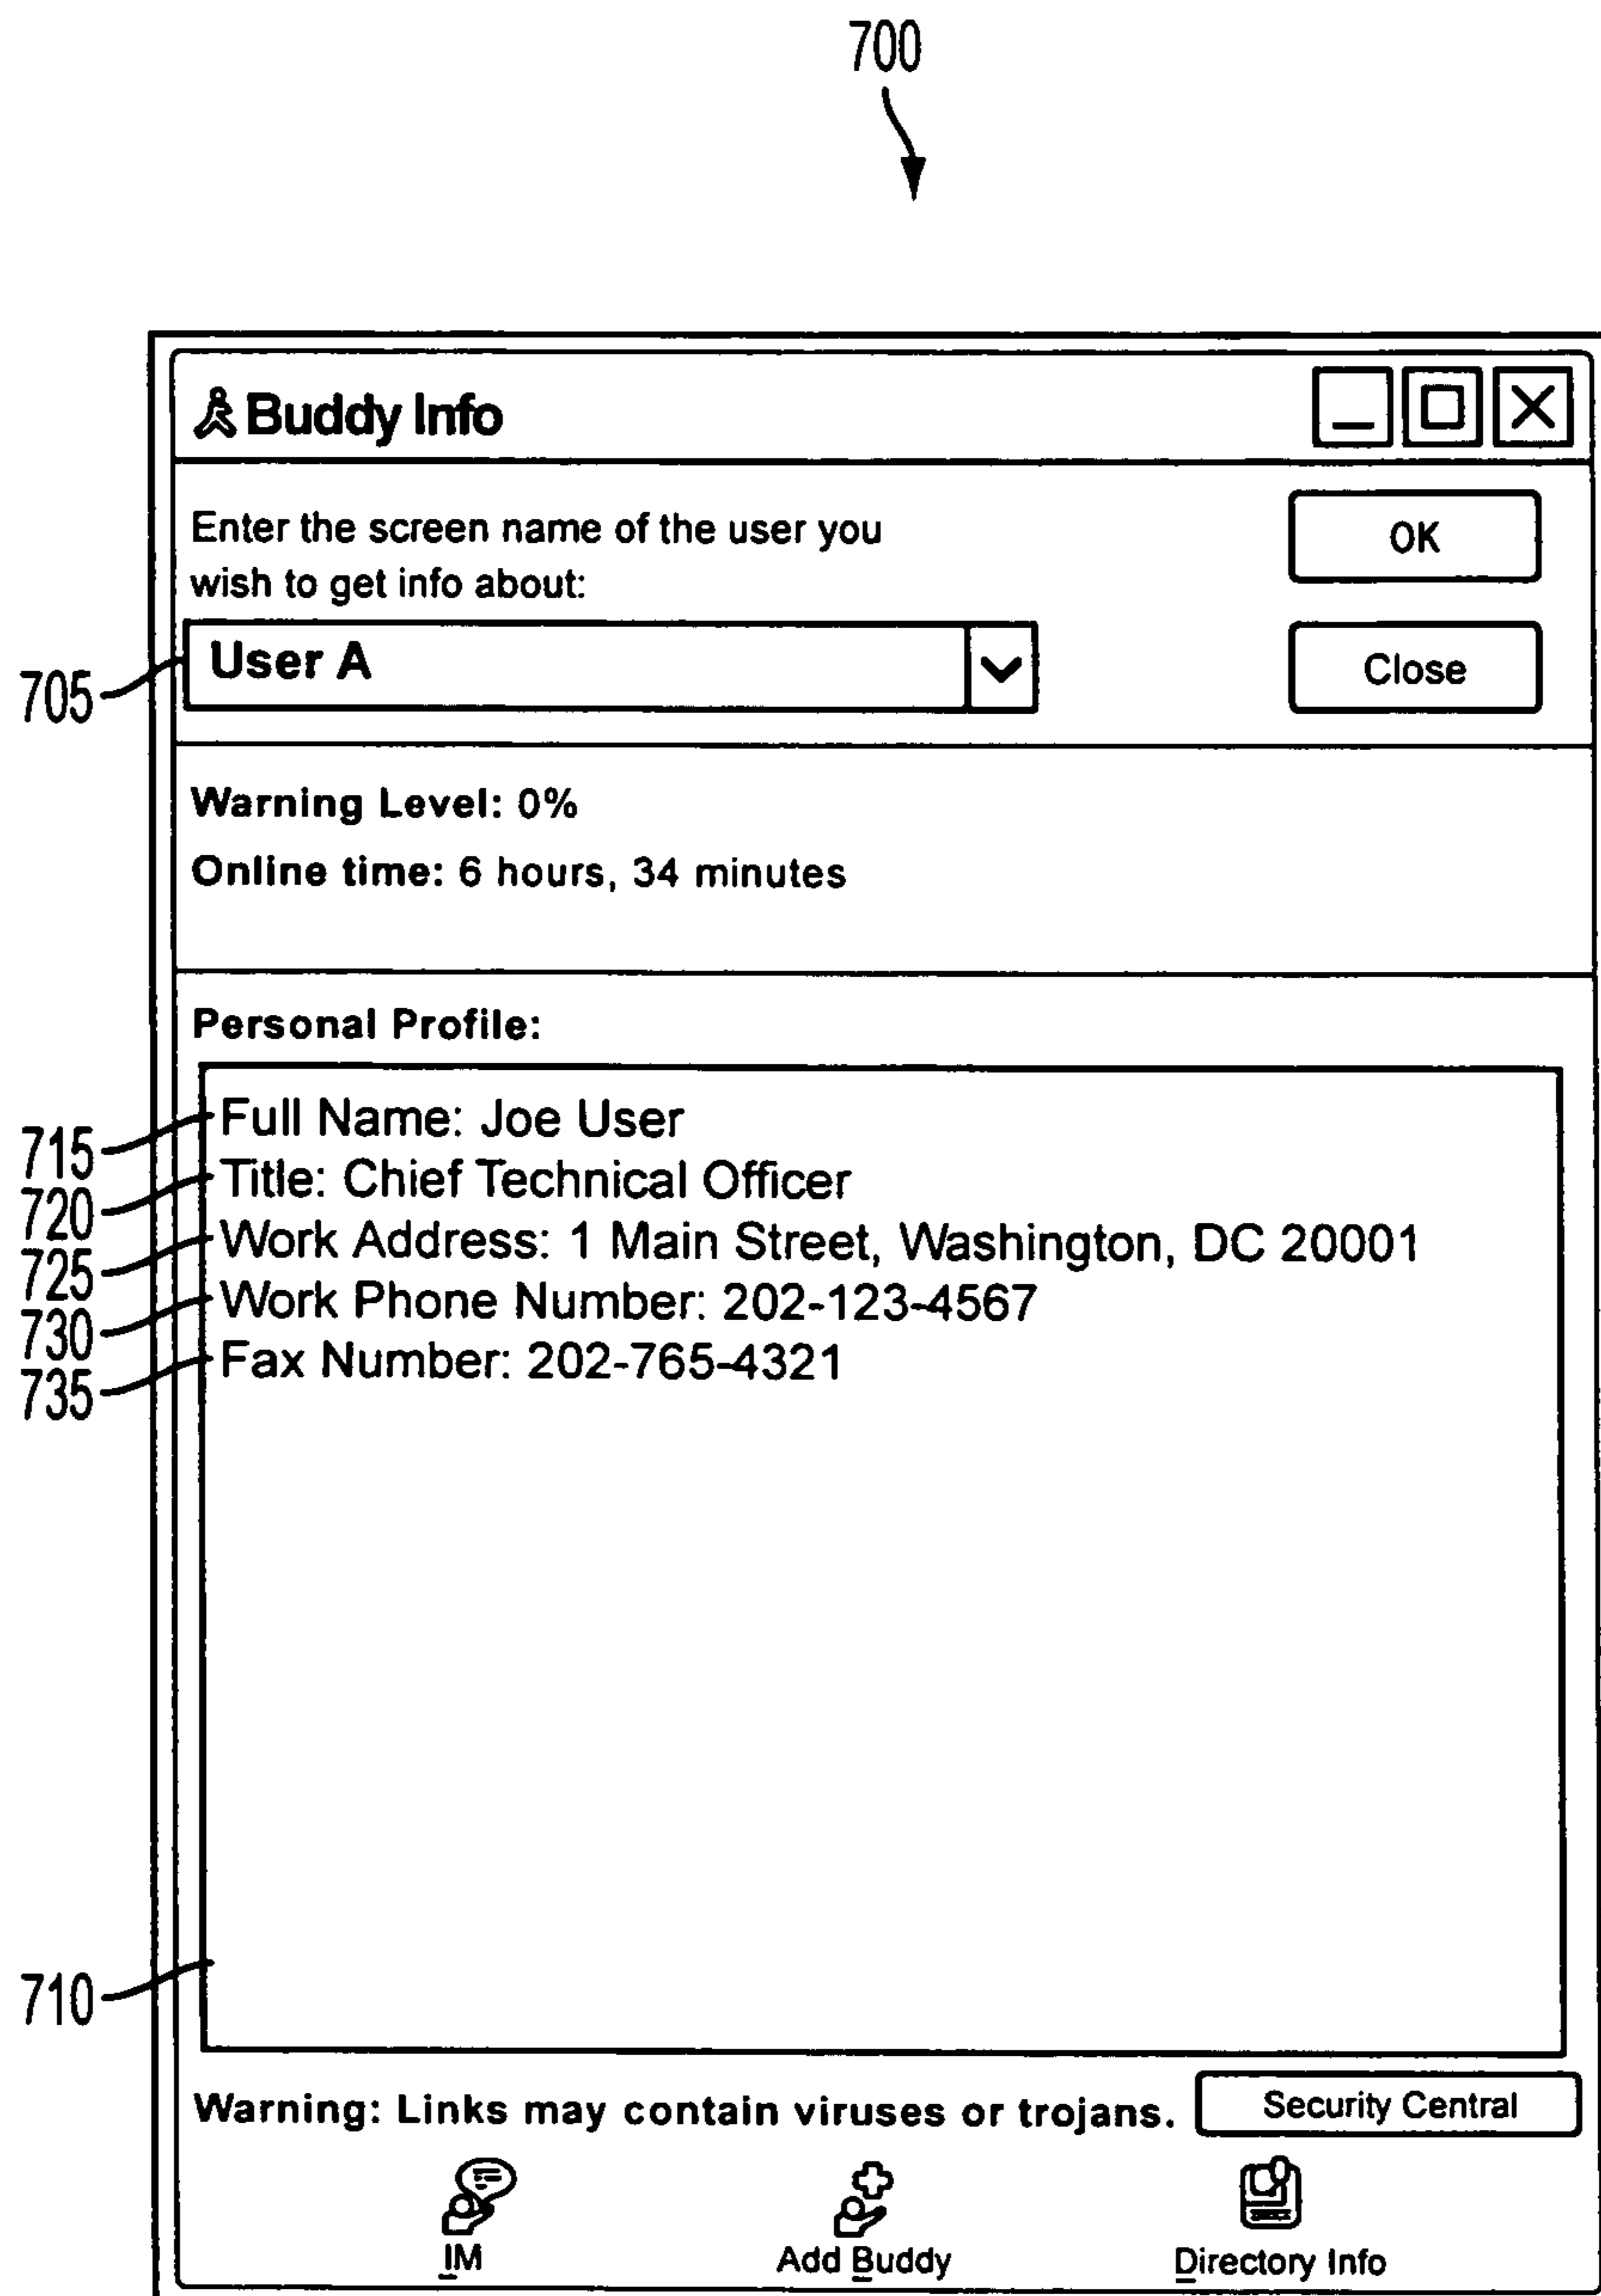 700
Buddy Info
Enter the screen name of the user you
wish to get info about:
OK
705
User A
Close
Warning Level: 0%
Online time: 6 hours, 34 minutes
Personal Profile:
715
Full Name: Joe User
720
Title: Chief Technical Officer
725
Work Address: 1 Main Street, Washington, DC 20001
730
Work Phone Number: 202-123-4567
735
Fax Number: 202-765-4321
710
Warning: Links may contain viruses or trojans.
Security Central
IM
Add Buddy
Directory Info